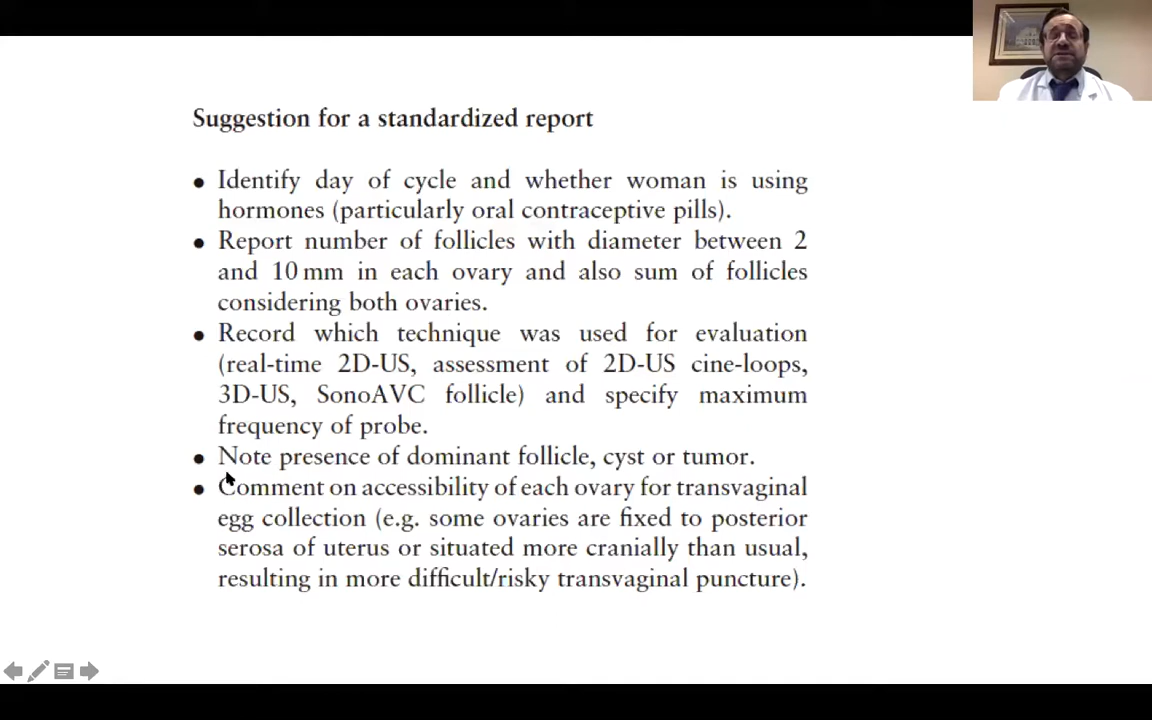 Suggestion for a standardized report
● Identify day of cycle and whether woman is using
hormones (particularly oral contraceptive pills).
● Report number of follicles with diameter between 2
and 10 mm in each ovary and also sum of follicles
considering both ovaries.
● Record which technique was used for evaluation
(real-time 2D-US, assessment of 2D-US cine-loops,
3D-US, SonoAVC follicle) and specify maximum
frequency of probe.
● Note presence of dominant follicle, cyst or tumor.
● Comment on accessibility of each ovary for transvaginal
egg collection (e.g. some ovaries are fixed to posterior
serosa of uterus or situated more cranially than usual,
resulting in more difficult/risky transvaginal puncture).